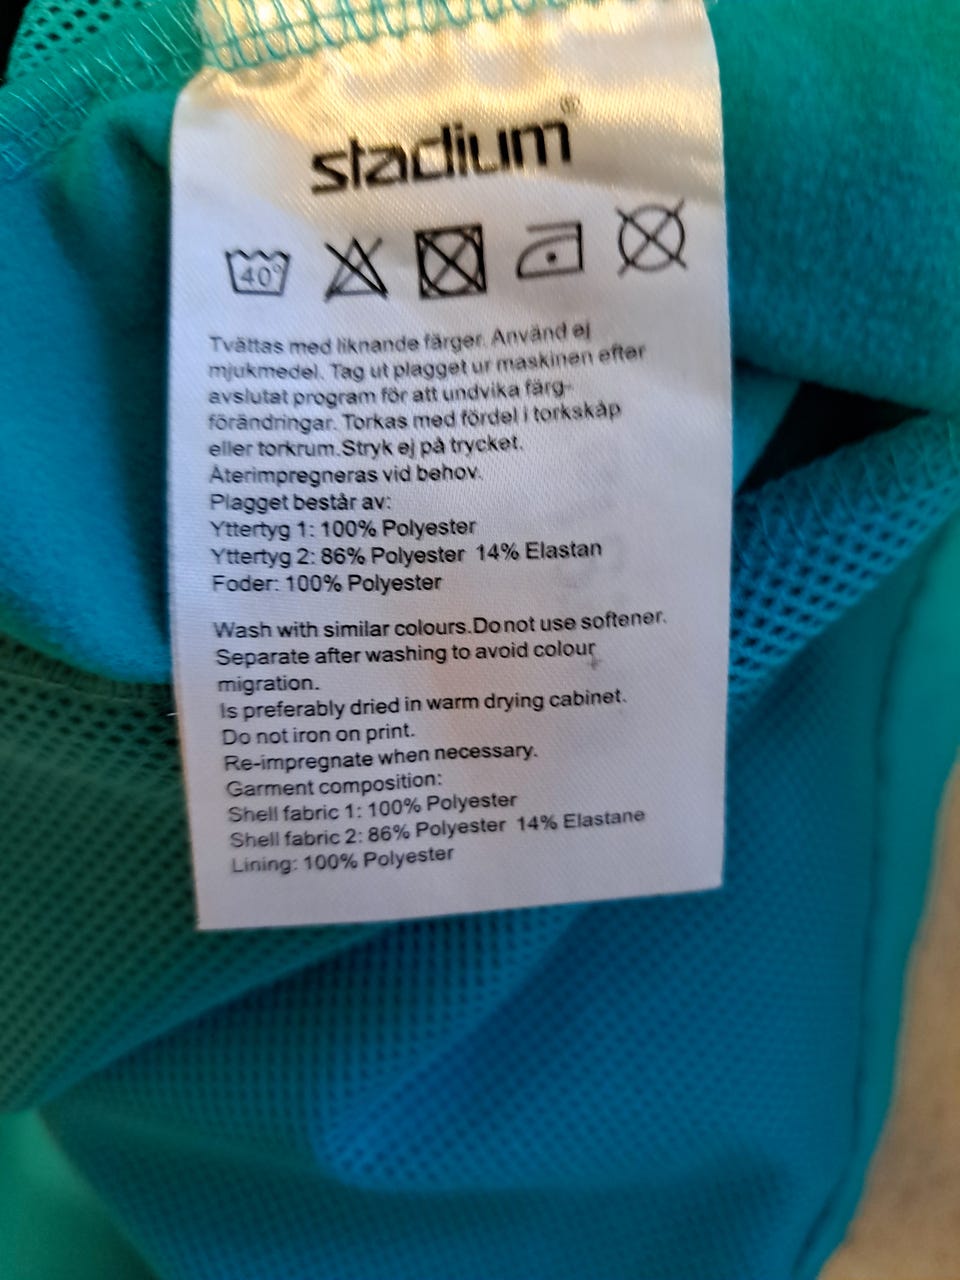 stadium®
40°
Tvättas med liknande färger. Använd ej
mjukmedel. Tag ut plagget ur maskinen efter
avslutat program för att undvika färg-
förändringar. Torkas med fördel i torkskåp
eller torkrum.Stryk ej på trycket.
Återimpregneras vid behov.
Plagget består av:
Yttertyg 1: 100% Polyester
Yttertyg 2: 86% Polyester 14% Elastan
Foder: 100% Polyester
Wash with similar colours.Do not use softener.
Separate after washing to avoid colour
migration.
Is preferably dried in warm drying cabinet.
Do not iron on print.
Re-impregnate when necessary.
Garment composition:
Shell fabric 1: 100% Polyester
Shell fabric 2: 86% Polyester 14% Elastane
Lining: 100% Polyester